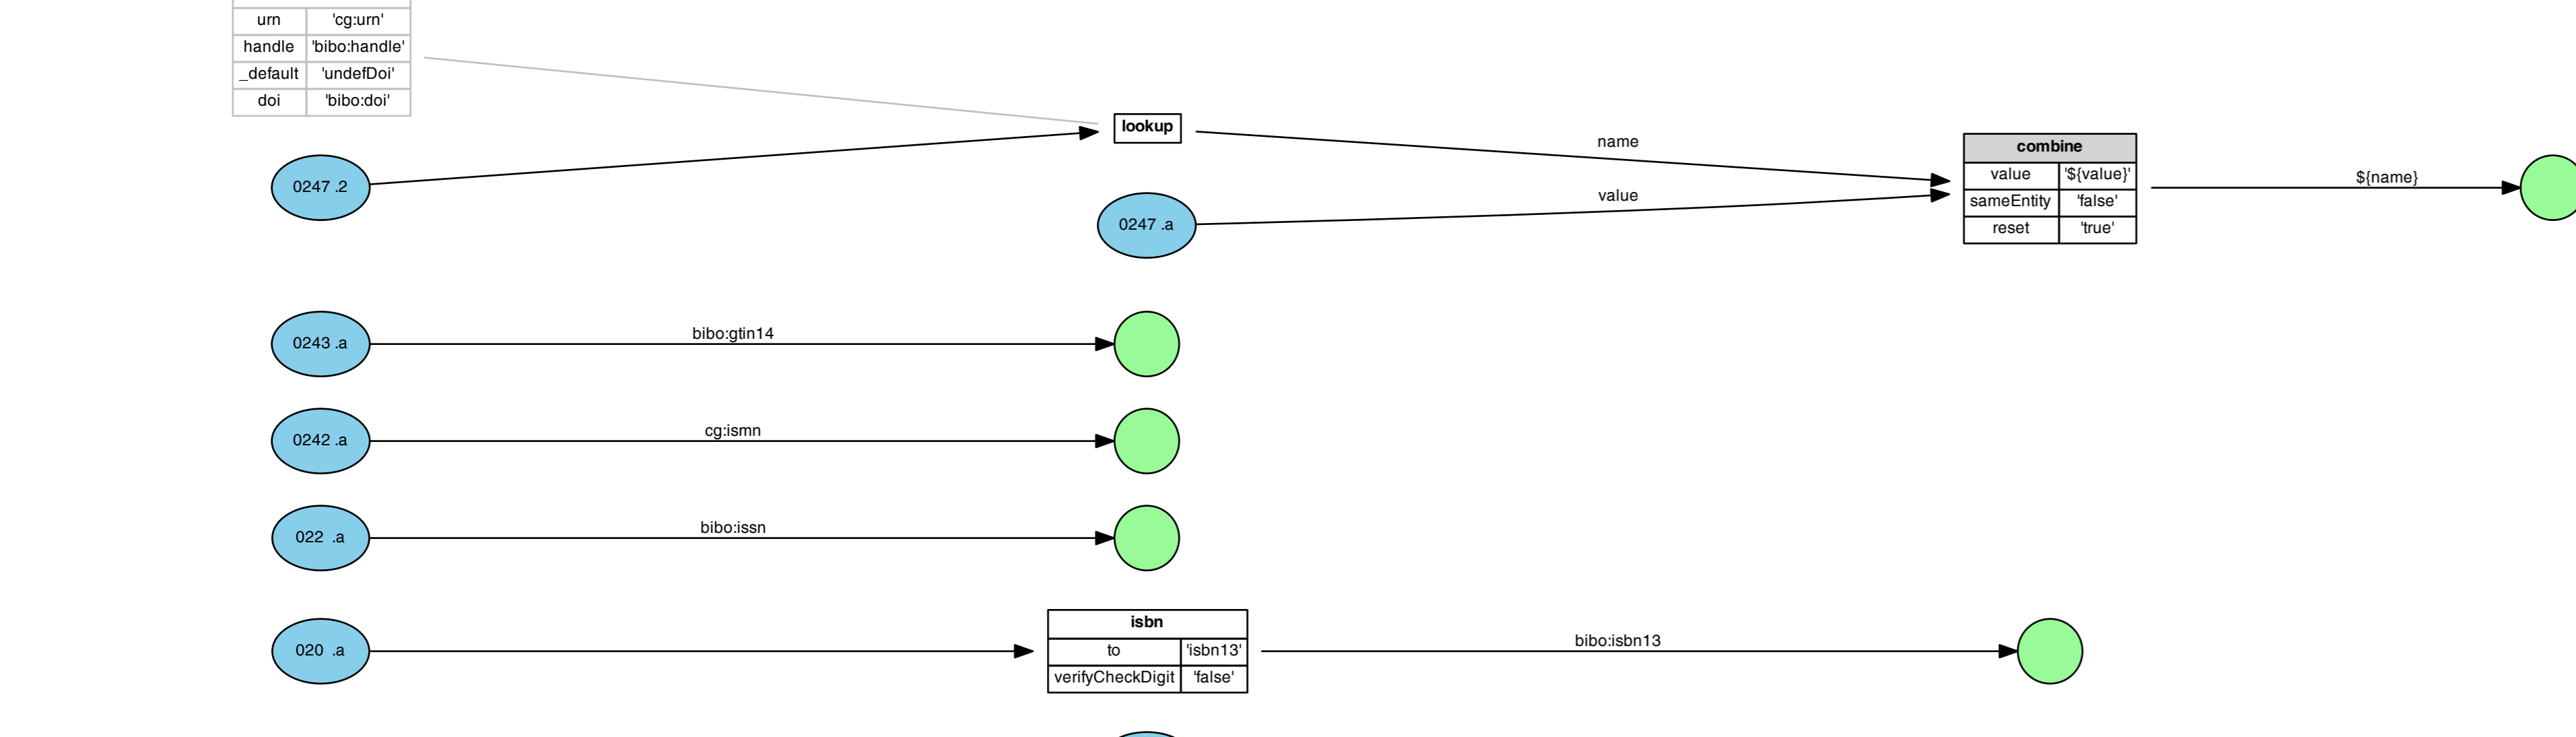 urn 'cg:urn'
handle 'bibo:handle'
_default 'undefDoi'
doi 'bibo:doi'
lookup
name
combine
value '${value}'
sameEntity 'false'
reset 'true'
${name}
0247 .2
value
0247 .a
0243 .a
bibo:gtin14
0242 .a
cg:ismn
022  .a
bibo:issn
020  .a
isbn
to 'isbn13'
verifyCheckDigit 'false'
bibo:isbn13